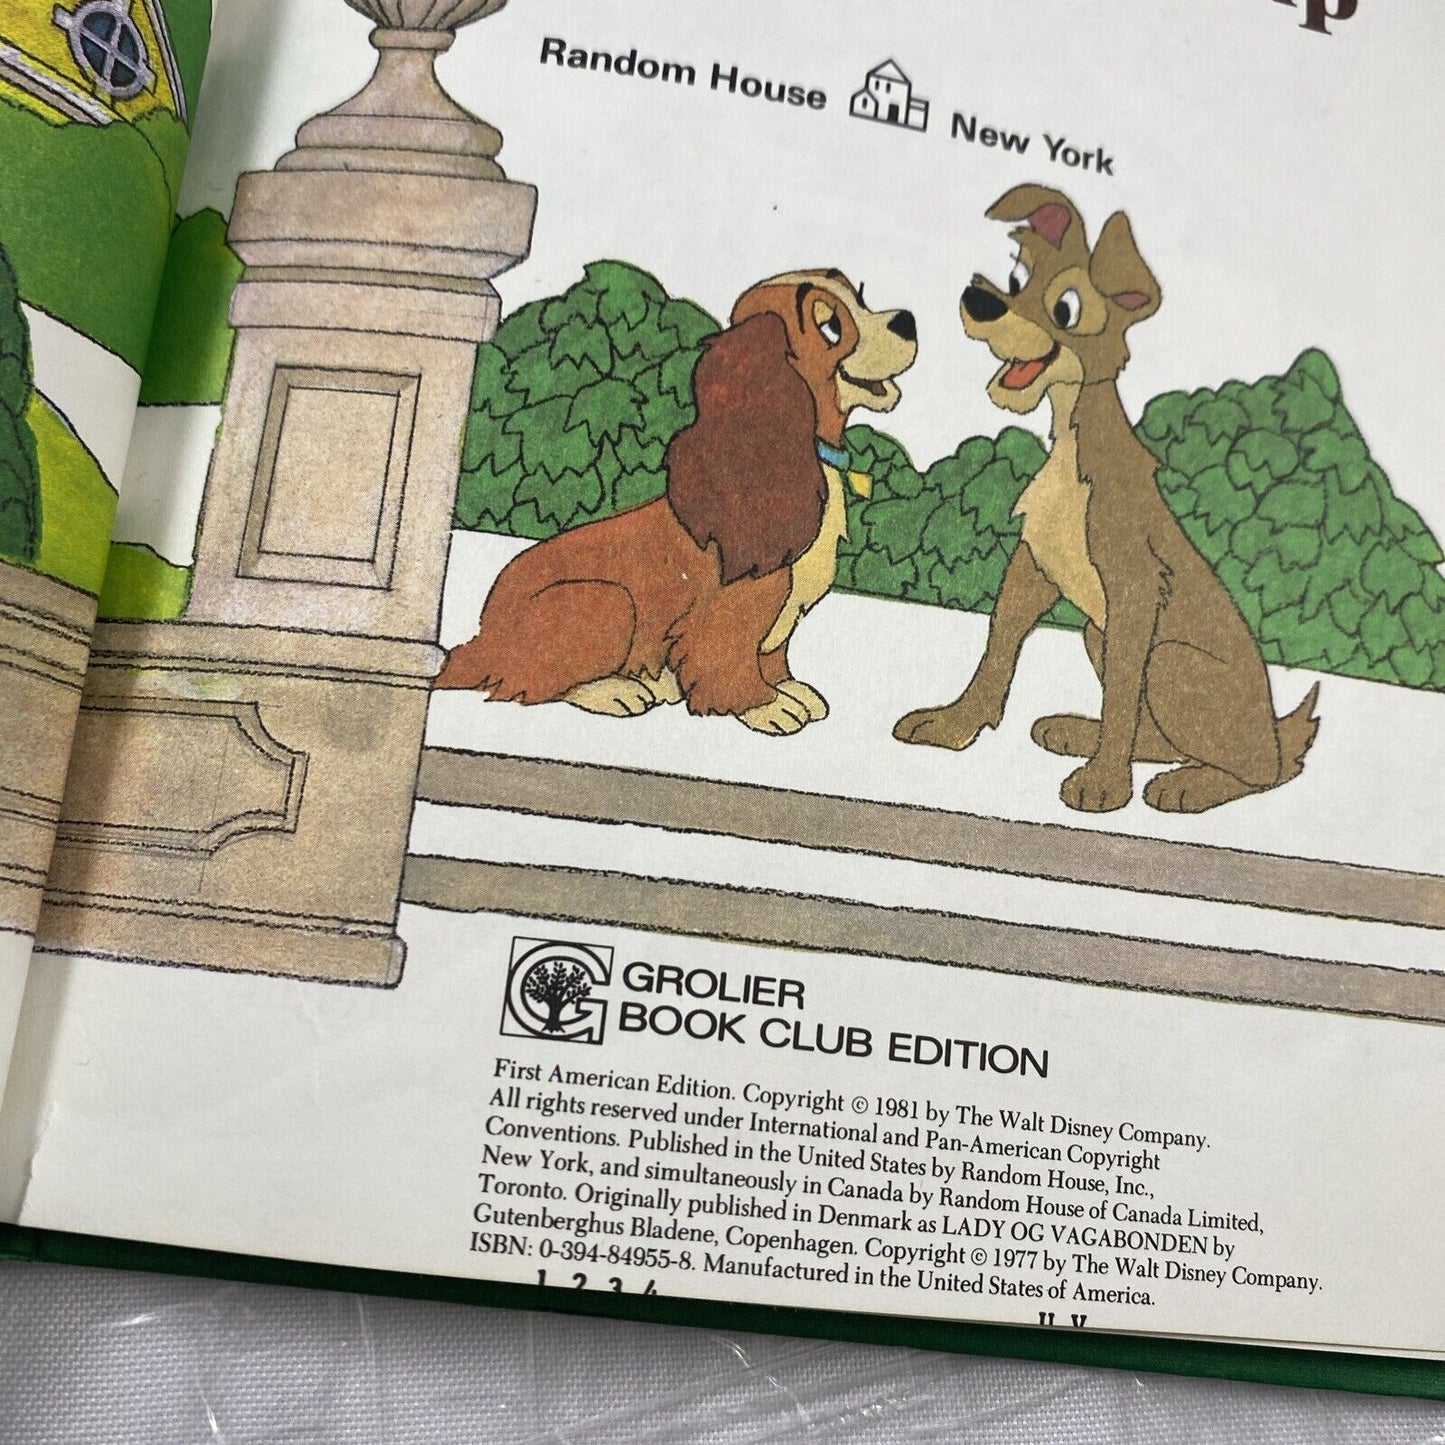 Random House New York
GROLIER
BOOK CLUB EDITION
First American Edition. Copyright © 1981 by The Walt Disney Company.
All rights reserved under International and Pan-American Copyright
Conventions. Published in the United States by Random House, Inc.,
New York, and simultaneously in Canada by Random House of Canada Limited,
Toronto. Originally published in Denmark as LADY OG VAGABONDEN by
Gutenberghus Bladene, Copenhagen. Copyright © 1977 by The Walt Disney Company.
ISBN: 0-394-84955-8. Manufactured in the United States of America.
1 2 3 4